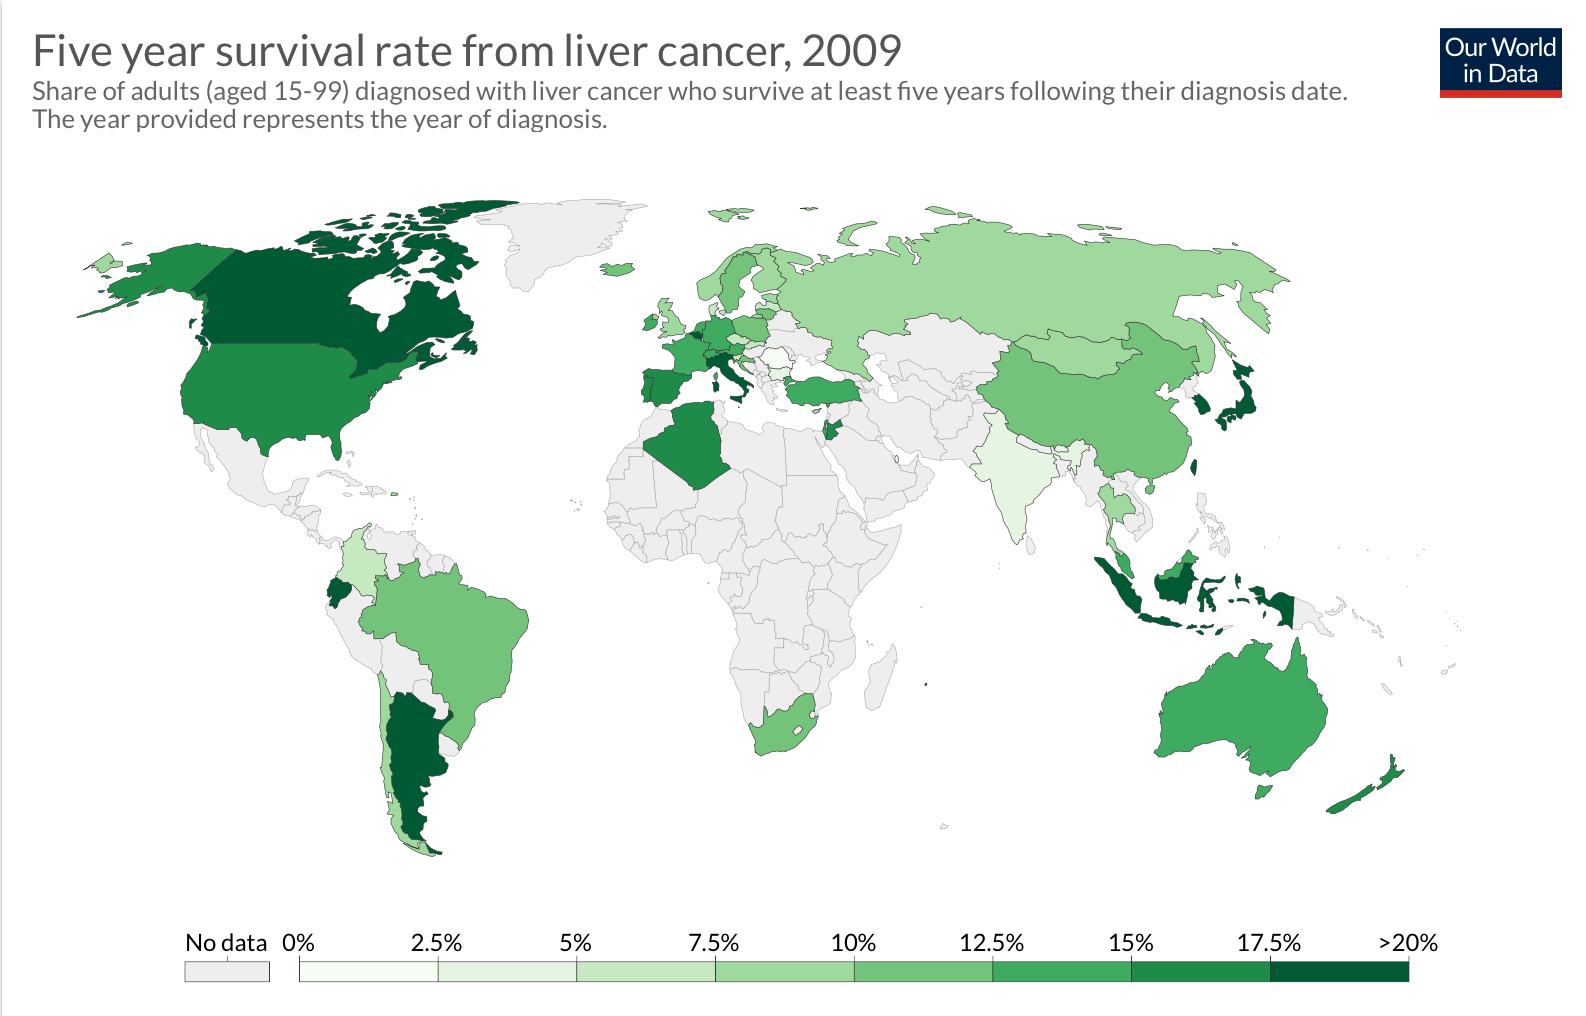 Five year survival rate from liver cancer, 2009
Our World
in Data
Share of adults (aged 15-99) diagnosed with liver cancer who survive at least five years following their diagnosis date.
The year provided represents the year of diagnosis.
No data 0% 2.5% 5% 7.5% 10% 12.5% 15% 17.5% >20%